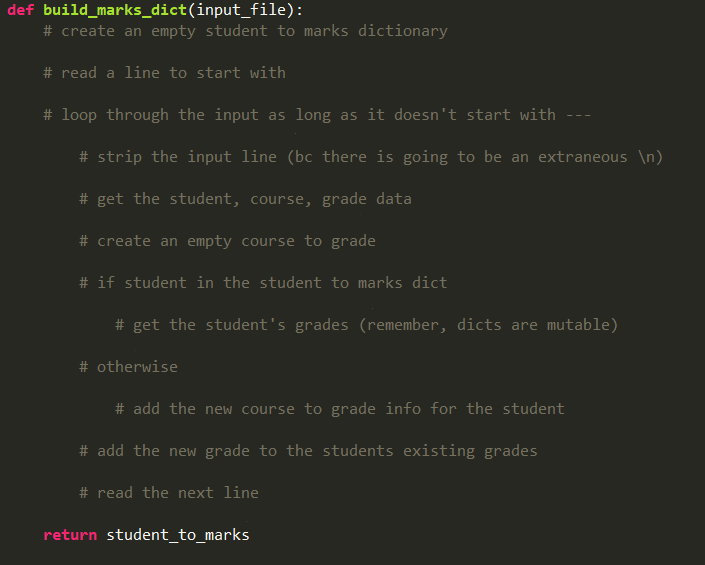 def build_marks_dict(input_file):
# create an empty student to marks dictionary
# read a line to start with
# loop through the input as long as it doesn't start with ---
# strip the input line (bc there is going to be an extraneous \n)
# get the student, course, grade data
# create an empty course to grade
# if student in the student to marks dict
# get the student's grades (remember, dicts are mutable)
# otherwise
# add the new course to grade info for the student
# add the new grade to the students existing grades
# read the next line
return student_to_marks